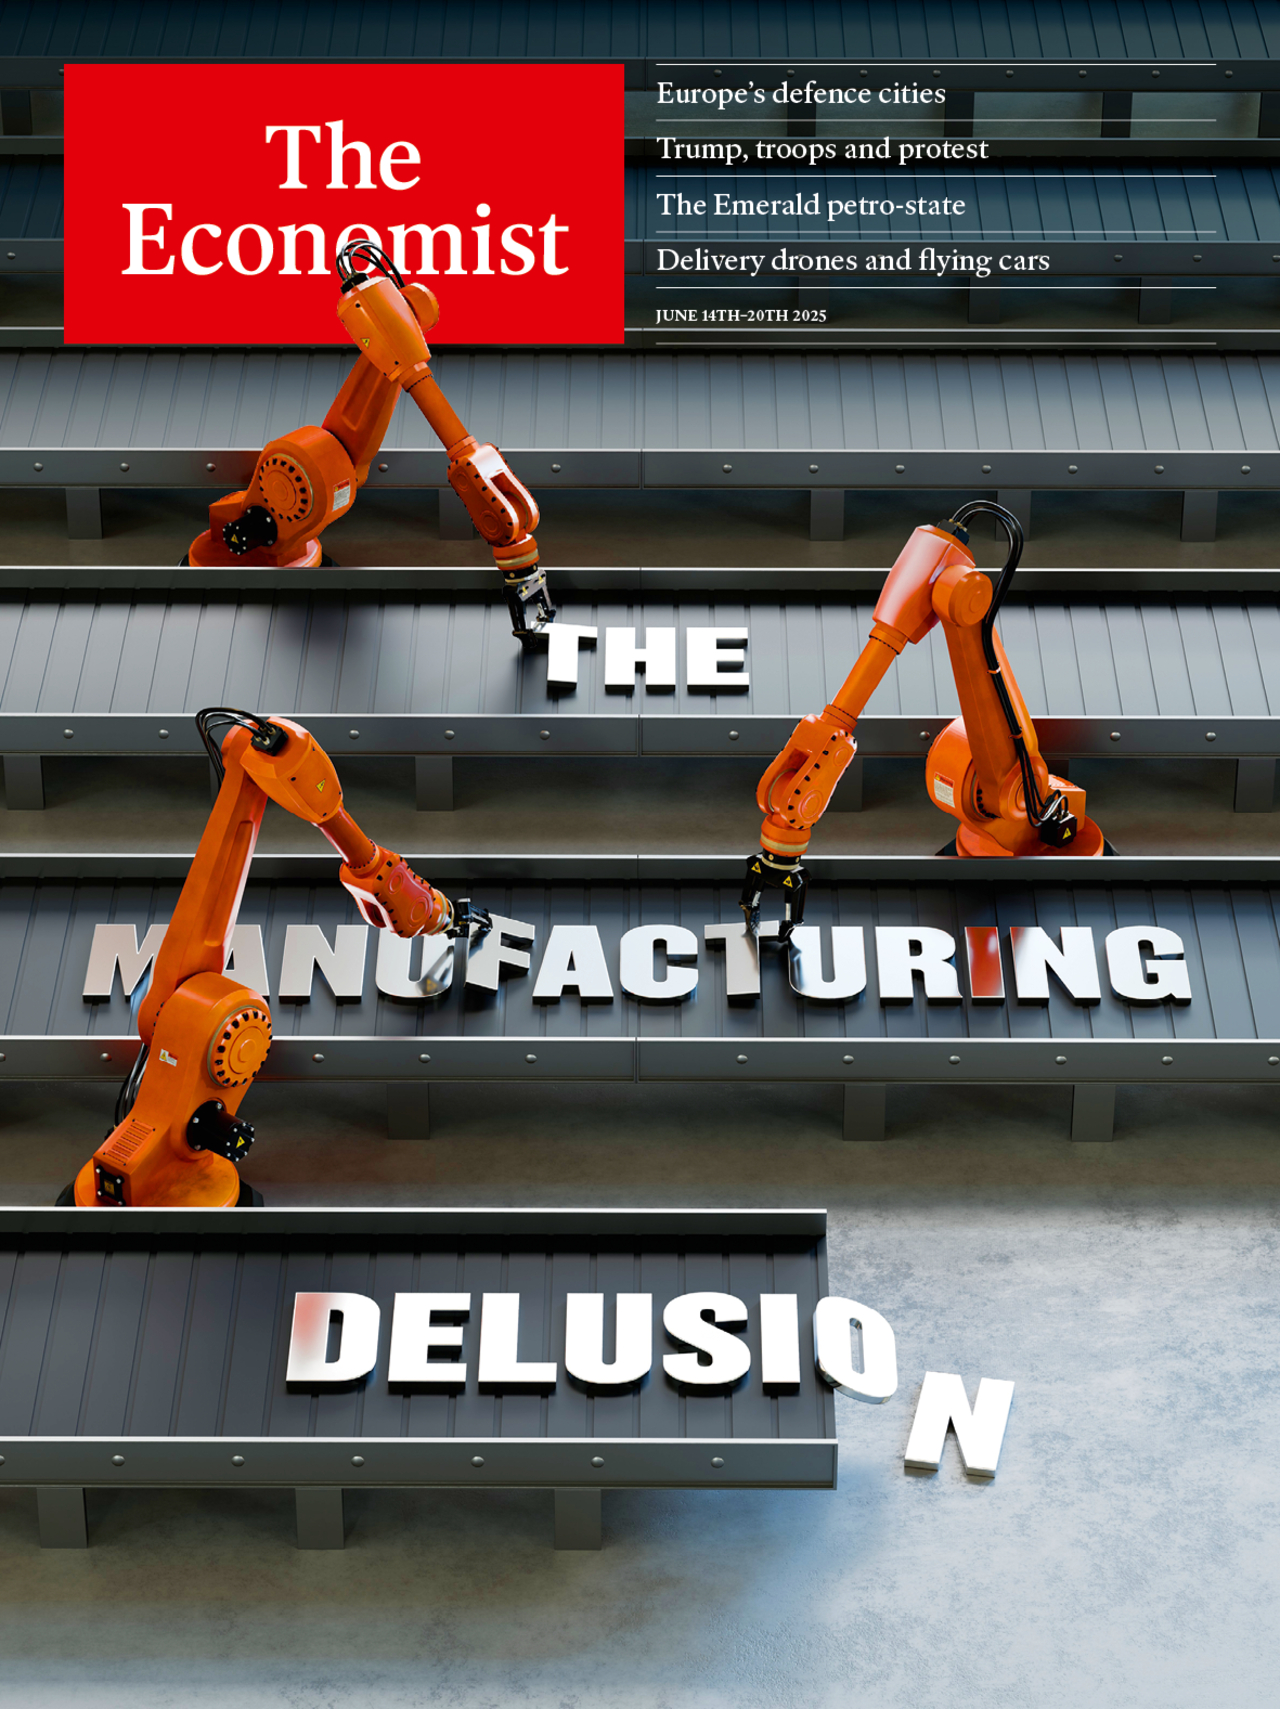 The
Economist
Europe’s defence cities
Trump, troops and protest
The Emerald petro-state
Delivery drones and flying cars
JUNE 14TH–20TH 2025
THE
MANUFACTURING
DELUSION